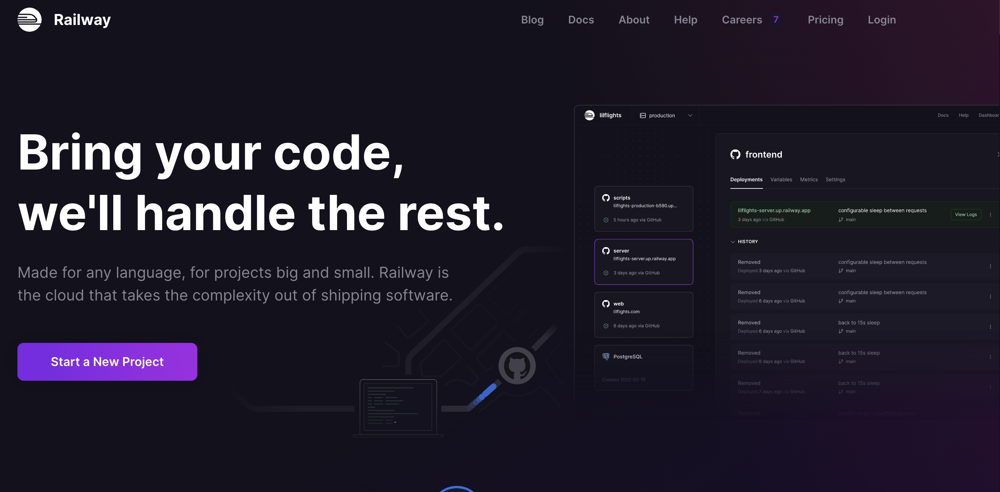 Railway
Blog Docs About Help Careers 7 Pricing Login
Bring your code,
we'll handle the rest.
Made for any language, for projects big and small. Railway is
the cloud that takes the complexity out of shipping software.
Start a New Project
lilflights production Docs Help Dashboar
scripts
lilflights-production-b590.up...
5 hours ago via GitHub
server
lilflights-server.up.railway.app
3 days ago via GitHub
web
lilflights.com
6 days ago via GitHub
PostgreSQL
Created 2022-02-19
frontend
Deployments Variables Metrics Settings
lilflights-server.up.railway.app configurable sleep between requests View Logs
3 days ago via GitHub main
HISTORY
Removed configurable sleep between requests
Deployed 3 days ago via GitHub main
Removed configurable sleep between requests
Deployed 6 days ago via GitHub main
Removed back to 15s sleep
Deployed 6 days ago via GitHub main
Removed back to 15s sleep
Deployed 6 days ago via GitHub main
Removed back to 15s sleep
Deployed 7 days ago via GitHub main
Removed smaller sleep + shuffled airports